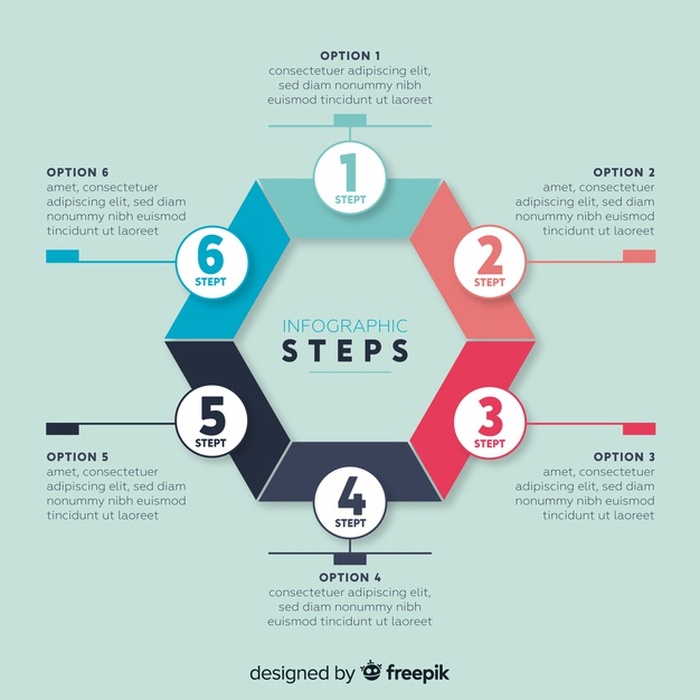 OPTION 1
consectetuer adipiscing elit,
sed diam nonummy nibh
euismod tincidunt ut laoreet
1
STEPT
OPTION 2
amet, consectetuer
adipiscing elit, sed diam
nonummy nibh euismod
tincidunt ut laoreet
2
STEPT
OPTION 3
amet, consectetuer
adipiscing elit, sed diam
nonummy nibh euismod
tincidunt ut laoreet
3
STEPT
OPTION 4
consectetuer adipiscing elit,
sed diam nonummy nibh
euismod tincidunt ut laoreet
4
STEPT
OPTION 5
amet, consectetuer
adipiscing elit, sed diam
nonummy nibh euismod
tincidunt ut laoreet
5
STEPT
OPTION 6
amet, consectetuer
adipiscing elit, sed diam
nonummy nibh euismod
tincidunt ut laoreet
6
STEPT
INFOGRAPHIC
STEPS
designed by freepik